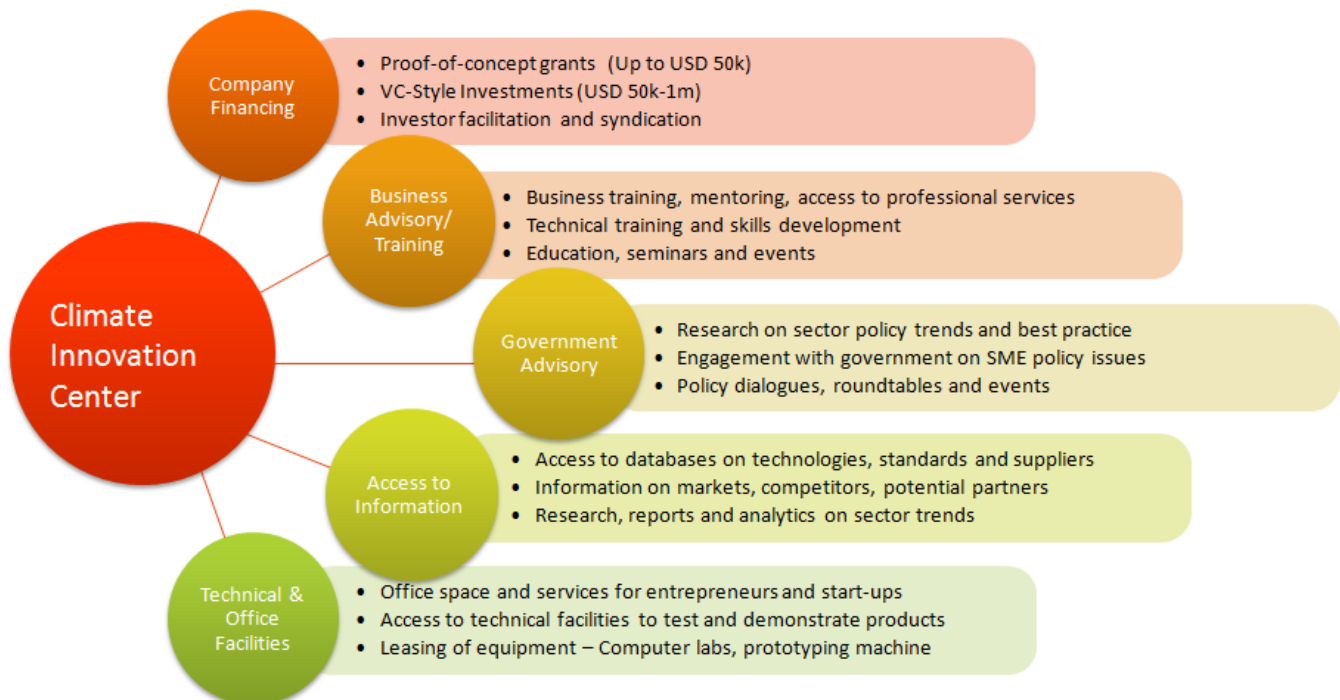 Company
Financing
• Proof-of-concept grants (Up to USD 50k)
• VC-Style Investments (USD 50k-1m)
• Investor facilitation and syndication
Business
Advisory/
Training
• Business training, mentoring, access to professional services
• Technical training and skills development
• Education, seminars and events
Climate
Innovation
Center
Government
Advisory
• Research on sector policy trends and best practice
• Engagement with government on SME policy issues
• Policy dialogues, roundtables and events
Access to
Information
• Access to databases on technologies, standards and suppliers
• Information on markets, competitors, potential partners
• Research, reports and analytics on sector trends
Technical &
Office
Facilities
• Office space and services for entrepreneurs and start-ups
• Access to technical facilities to test and demonstrate products
• Leasing of equipment – Computer labs, prototyping machine